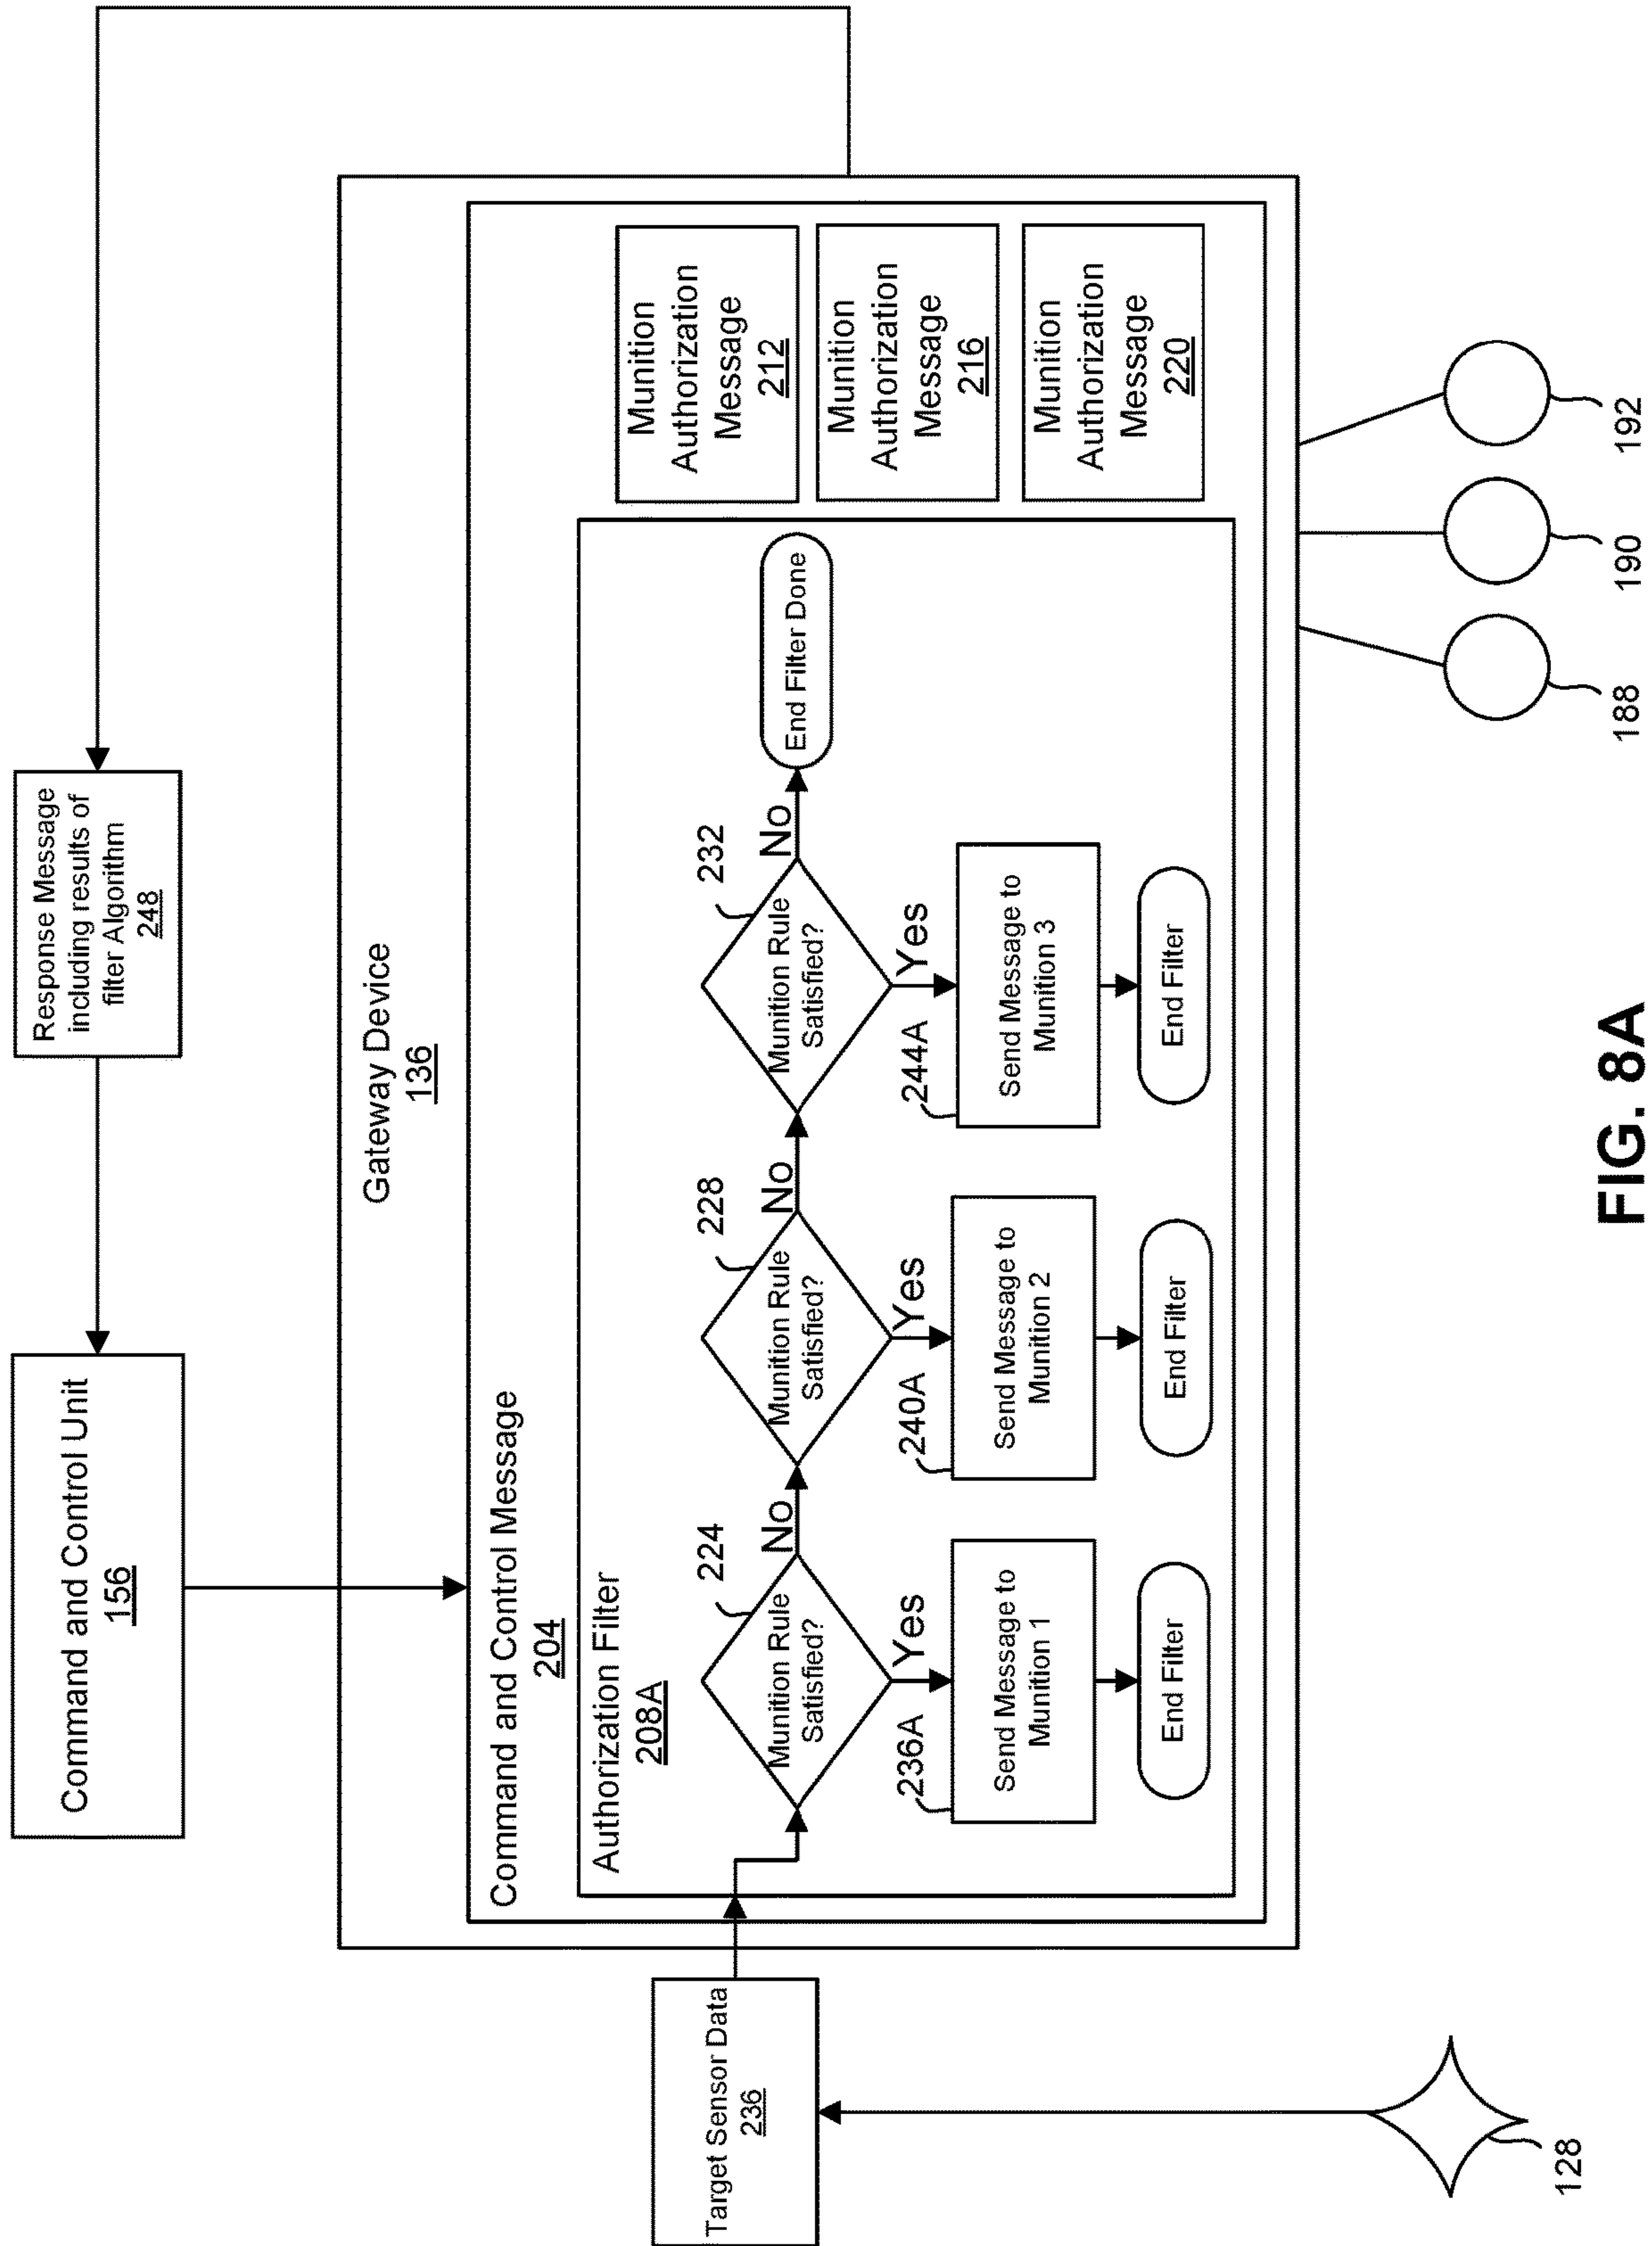 Command and Control Unit
156
Response Message
including results of
filter Algorithm
248
Gateway Device
136
Command and Control Message
204
Authorization Filter
208A
Target Sensor Data
236
128
224
Munition Rule
Satisfied?
No
Yes
236A
Send Message to
Munition 1
End Filter
228
Munition Rule
Satisfied?
No
Yes
240A
Send Message to
Munition 2
End Filter
232
Munition Rule
Satisfied?
No
Yes
244A
Send Message to
Munition 3
End Filter
End Filter Done
Munition
Authorization
Message
212
Munition
Authorization
Message
216
Munition
Authorization
Message
220
188
190
192
FIG. 8A